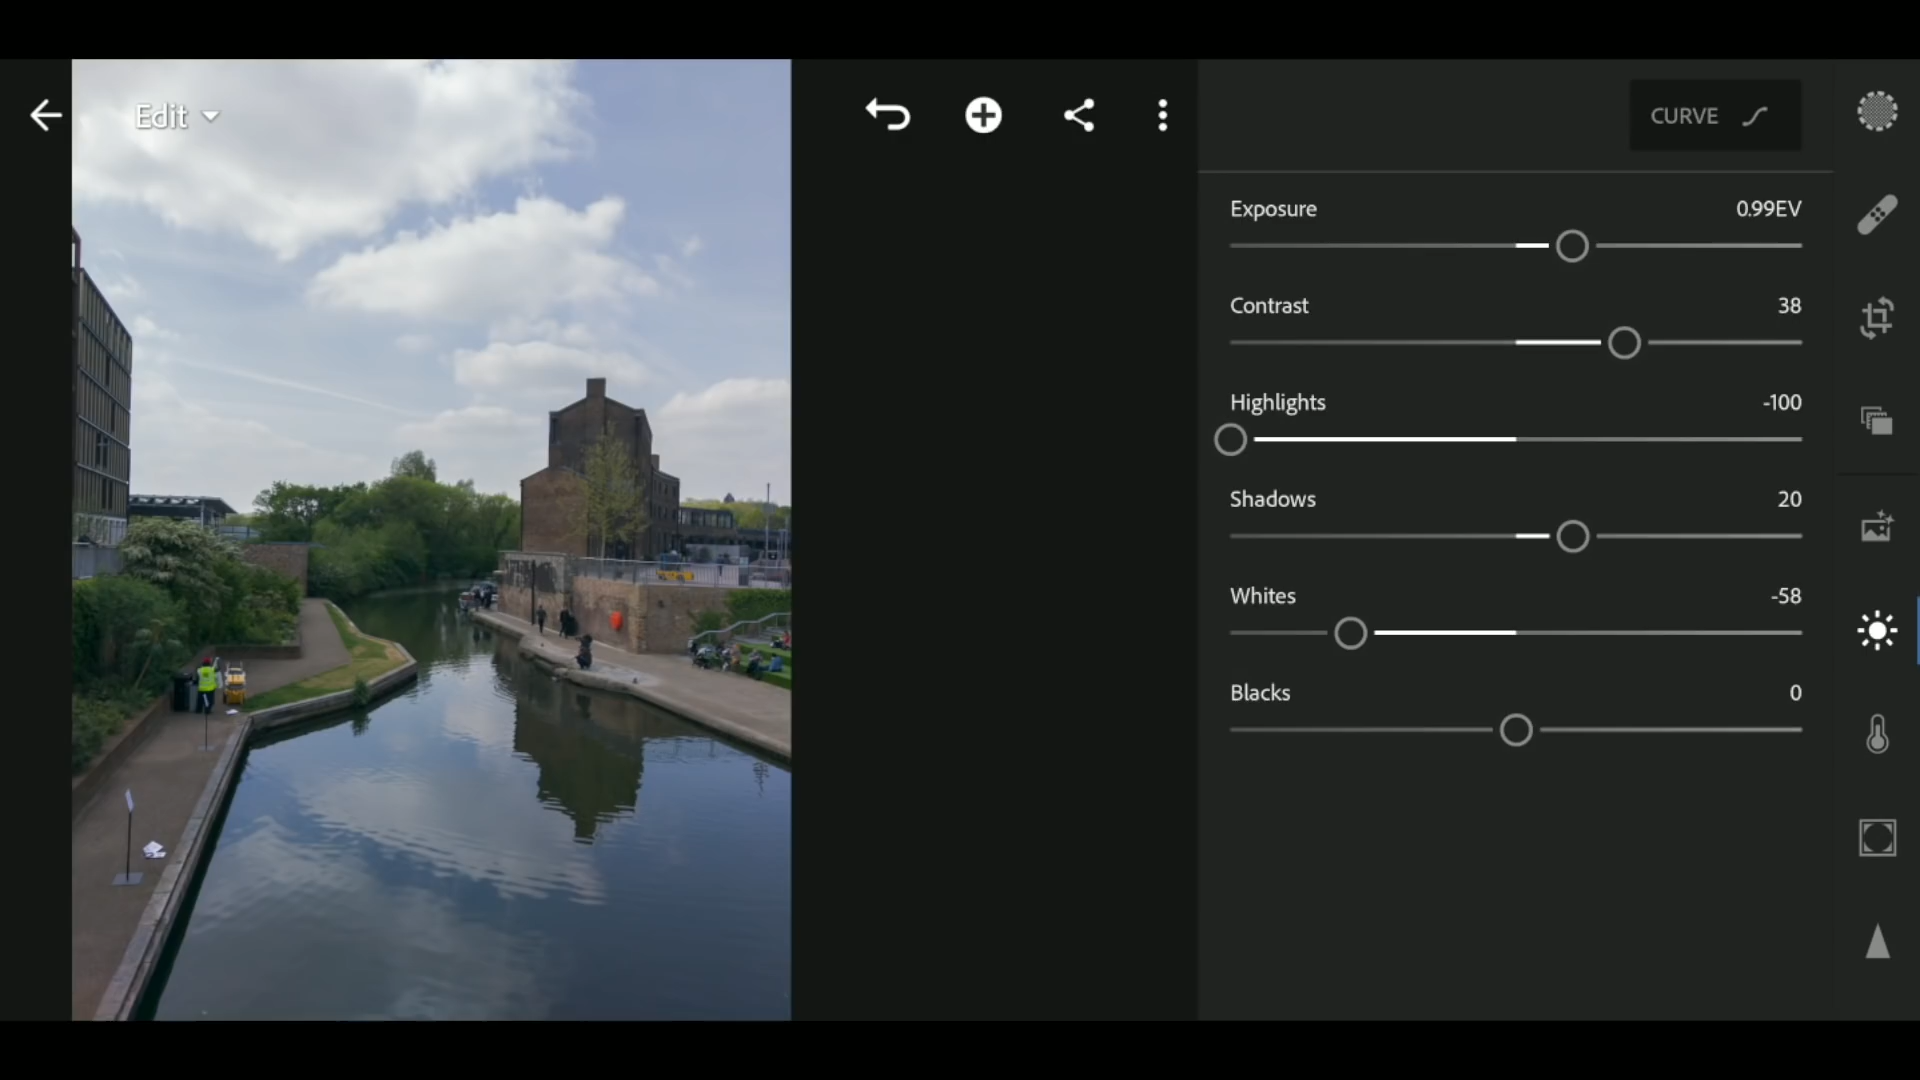 Edit
CURVE
Exposure 0.99EV
Contrast 38
Highlights -100
Shadows 20
Whites -58
Blacks 0